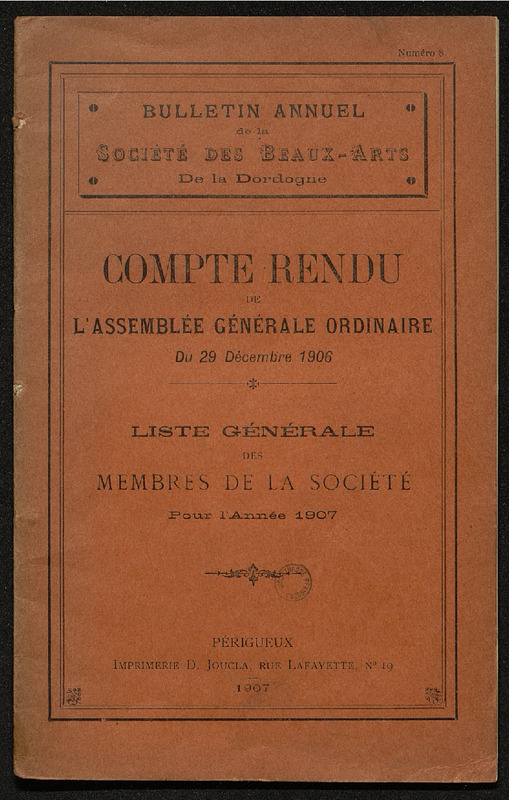 Numéro 8
BULLETIN ANNUEL
de la
SOCIÉTÉ DES BEAUX-ARTS
De la Dordogne
COMPTE RENDU
DE
L'ASSEMBLÉE GÉNÉRALE ORDINAIRE
Du 29 Décembre 1906
LISTE GÉNÉRALE
DES
MEMBRES DE LA SOCIÉTÉ
Pour l'Année 1907
PÉRIGUEUX
IMPRIMERIE D. JOUCLA, RUE LAFAYETTE, Nº 19
1907